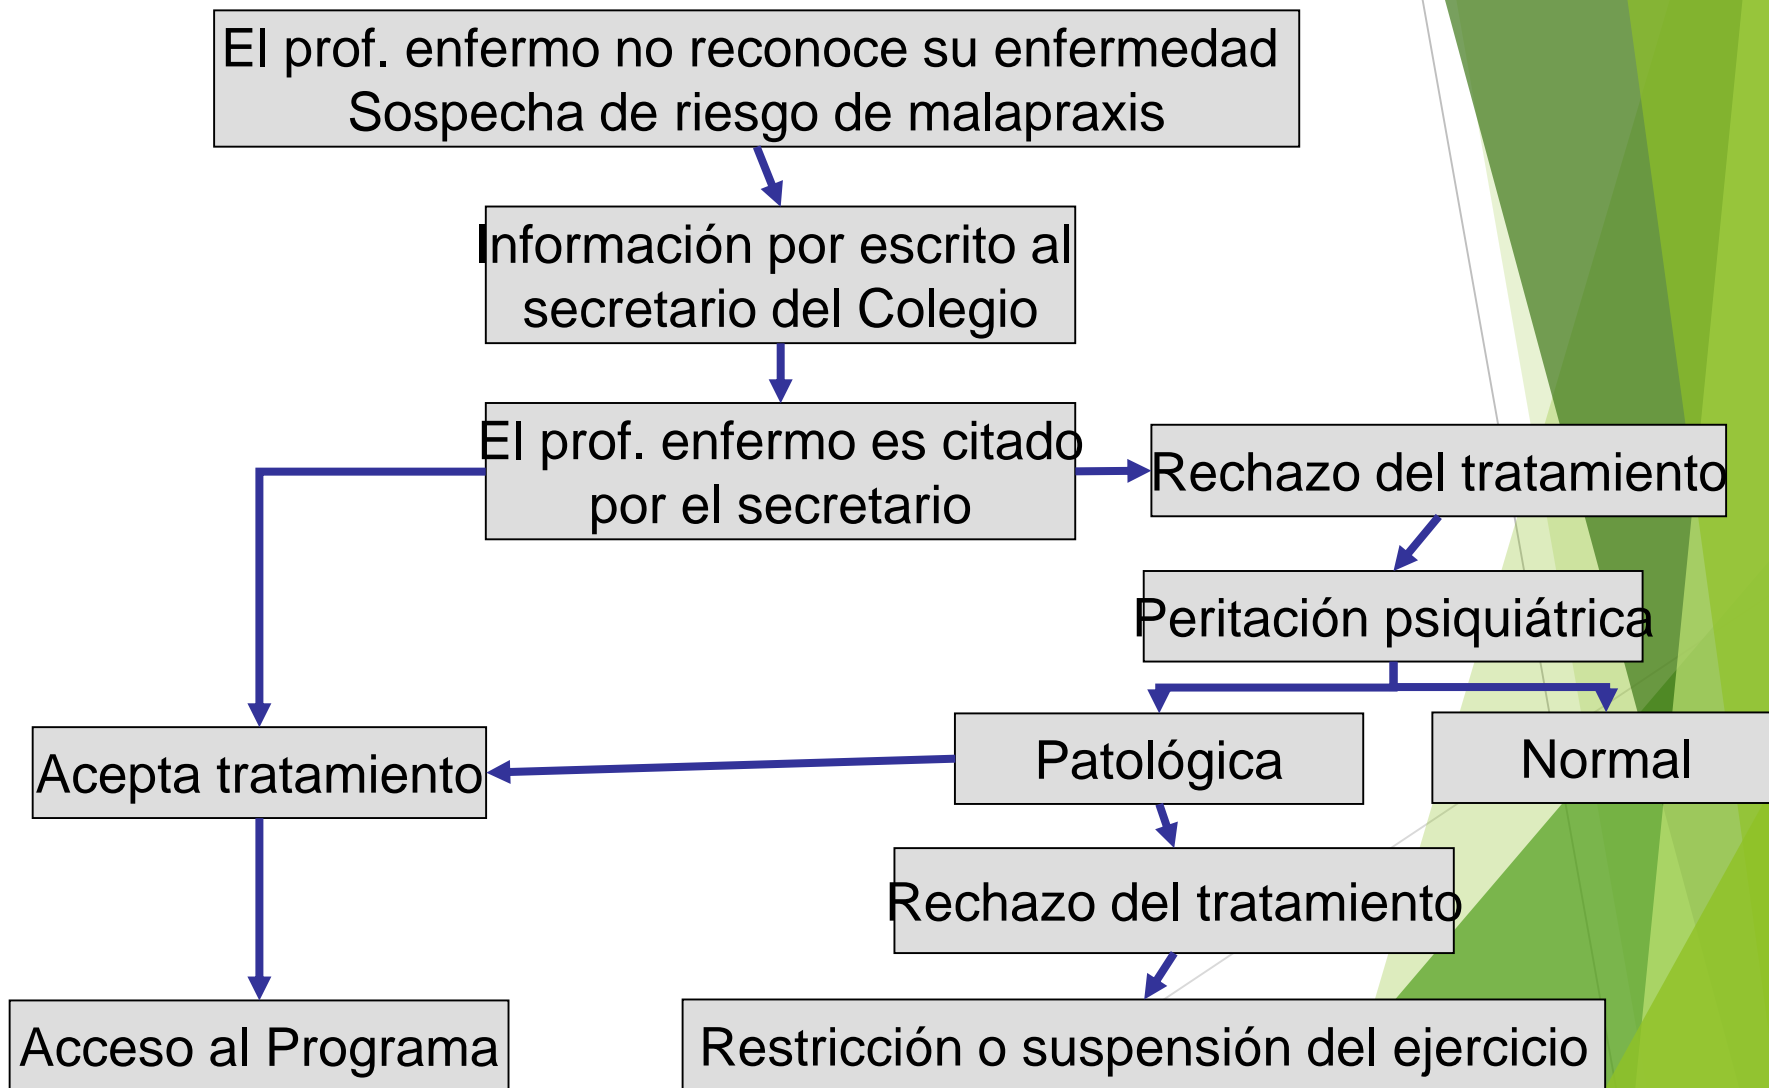 El prof. enfermo no reconoce su enfermedad
Sospecha de riesgo de malapraxis
Información por escrito al
secretario del Colegio
El prof. enfermo es citado
por el secretario
Rechazo del tratamiento
Peritación psiquiátrica
Acepta tratamiento
Patológica
Normal
Rechazo del tratamiento
Acceso al Programa
Restricción o suspensión del ejercicio